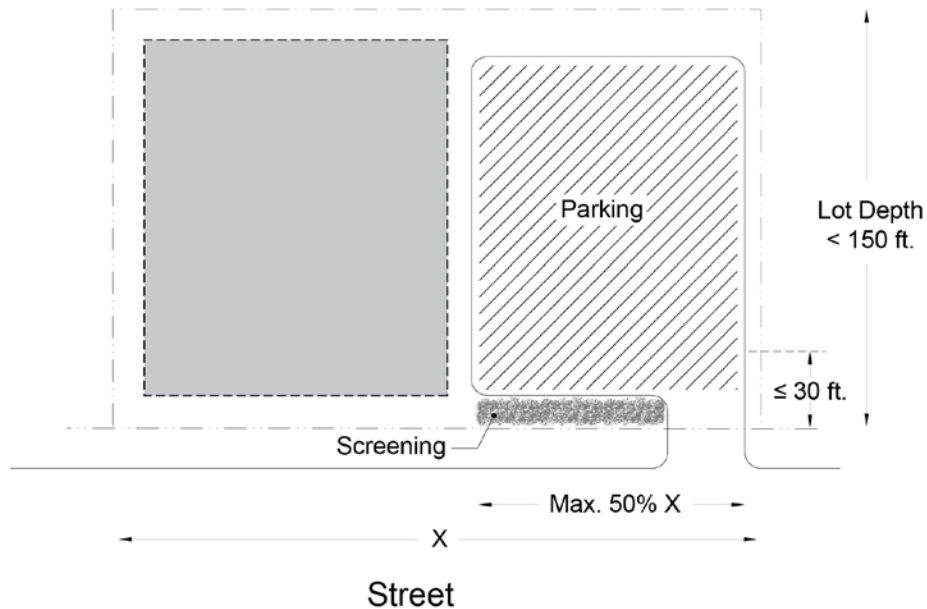 Parking
Lot Depth
< 150 ft.
≤ 30 ft.
Screening
Max. 50% X
X
Street